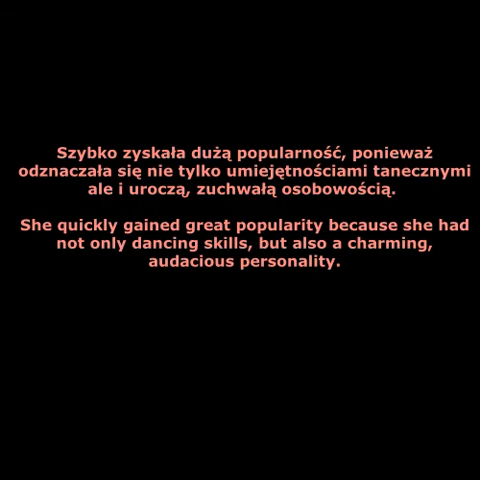 Szybko zyskała dużą popularność, ponieważ
odznaczała się nie tylko umiejętnościami tanecznymi
ale i uroczą, zuchwałą osobowością.
She quickly gained great popularity because she had
not only dancing skills, but also a charming,
audacious personality.